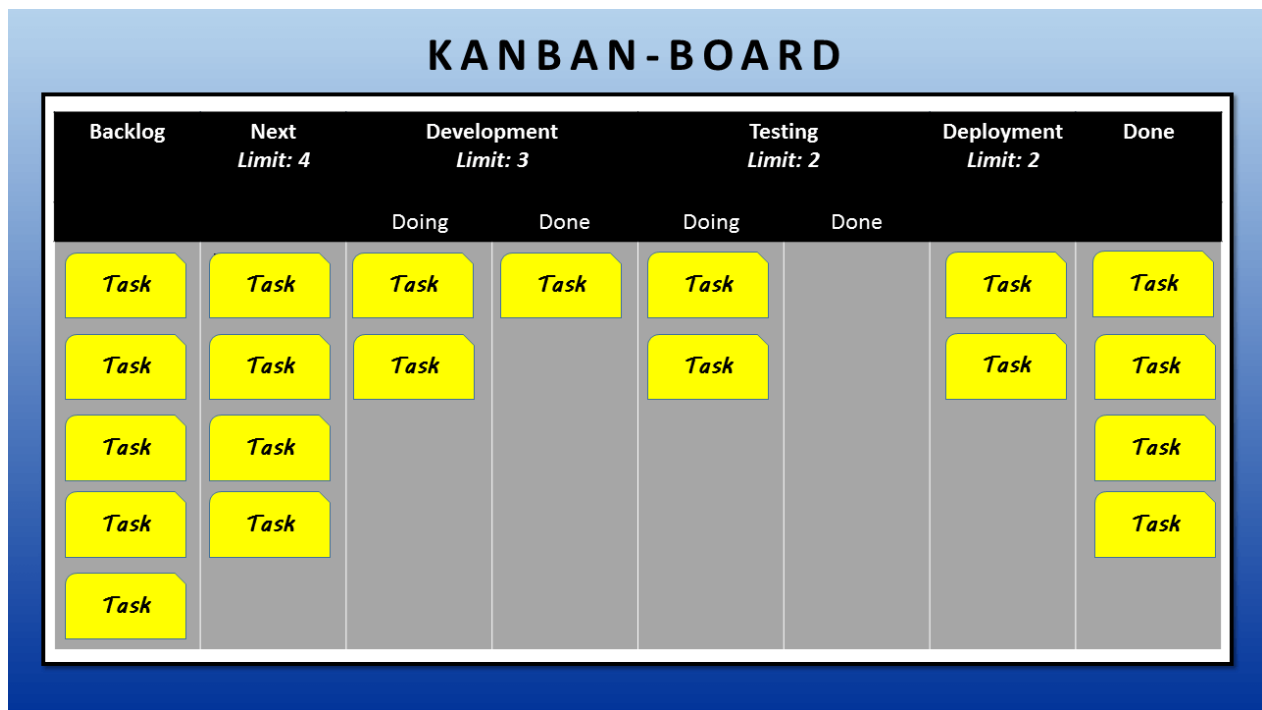 KANBAN-BOARD
Backlog Next Development Testing Deployment Done
Limit: 4 Limit: 3 Limit: 2 Limit: 2
Doing Done Doing Done
Task Task Task Task Task Task Task
Task Task Task Task Task Task
Task Task Task
Task Task Task
Task